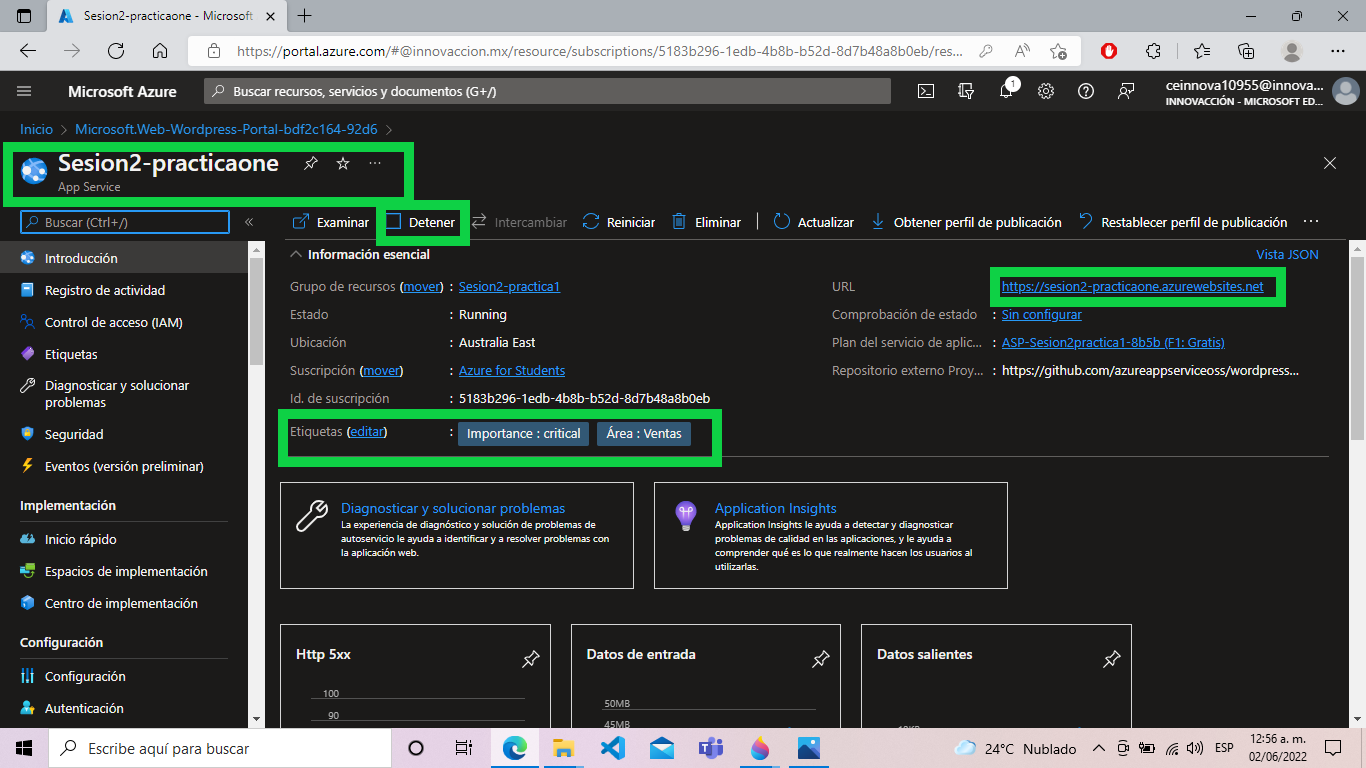 Sesion2-practicaone - Microsoft
https://portal.azure.com/#@innovaccion.mx/resource/subscriptions/5183b296-1edb-4b8b-b52d-8d7b48a8b0eb/res...
Microsoft Azure
Buscar recursos, servicios y documentos (G+/)
1
ceinnova10955@innova...
INNOVACCIÓN - MICROSOFT ED...
Inicio > Microsoft.Web-Wordpress-Portal-bdf2c164-92d6 >
Sesion2-practicaone
App Service
Buscar (Ctrl+/)
Examinar Detener Intercambiar Reiniciar Eliminar Actualizar Obtener perfil de publicación Restablecer perfil de publicación
Introducción
Registro de actividad
Control de acceso (IAM)
Etiquetas
Diagnosticar y solucionar
problemas
Seguridad
Eventos (versión preliminar)
Implementación
Inicio rápido
Espacios de implementación
Centro de implementación
Configuración
Configuración
Autenticación
Información esencial
Vista JSON
Grupo de recursos (mover) : Sesion2-practica1
Estado : Running
Ubicación : Australia East
Suscripción (mover) : Azure for Students
Id. de suscripción : 5183b296-1edb-4b8b-b52d-8d7b48a8b0eb
Etiquetas (editar) : Importance : critical Área : Ventas
URL : https://sesion2-practicaone.azurewebsites.net
Comprobación de estado : Sin configurar
Plan del servicio de aplic... : ASP-Sesion2practica1-8b5b (F1: Gratis)
Repositorio externo Proy... : https://github.com/azureappserviceoss/wordpress...
Diagnosticar y solucionar problemas
La experiencia de diagnóstico y solución de problemas de
autoservicio le ayuda a identificar y a resolver problemas con
la aplicación web.
Application Insights
Application Insights le ayuda a detectar y diagnosticar
problemas de calidad en las aplicaciones, y le ayuda a
comprender qué es lo que realmente hacen los usuarios al
utilizarlas.
Http 5xx
100
90
Datos de entrada
50MB
45MB
Datos salientes
Escribe aquí para buscar
24°C Nublado
ESP
12:56 a. m.
02/06/2022